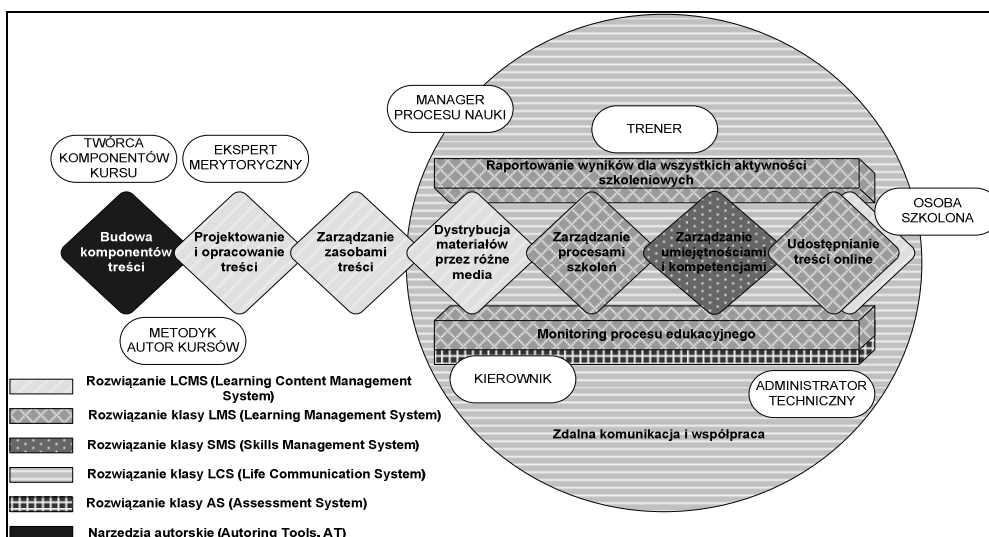 MANAGER
PROCESU NAUKI
TRENER
TWÓRCA
KOMPONENTÓW
KURSU
EKSPERT
MERYTORYCZNY
Raportowanie wyników dla wszystkich aktywności
szkoleniowych
OSOBA
SZKOLONA
Budowa
komponentów
treści
Projektowanie
i opracowanie
treści
Zarządzanie
zasobami
treści
Dystrybucja
materiałów
przez różne
media
Zarządzanie
procesami
szkoleń
Zarządzanie
umiejętnościami
i kompetencjami
Udostępnianie
treści online
METODYK
AUTOR KURSÓW
Monitoring procesu edukacyjnego
KIEROWNIK
ADMINISTRATOR
TECHNICZNY
Zdalna komunikacja i współpraca
Rozwiązanie LCMS (Learning Content Management
System)
Rozwiązanie klasy LMS (Learning Management System)
Rozwiązanie klasy SMS (Skills Management System)
Rozwiązanie klasy LCS (Life Communication System)
Rozwiązanie klasy AS (Assessment System)
Narzędzia autorskie (Autoring Tools, AT)